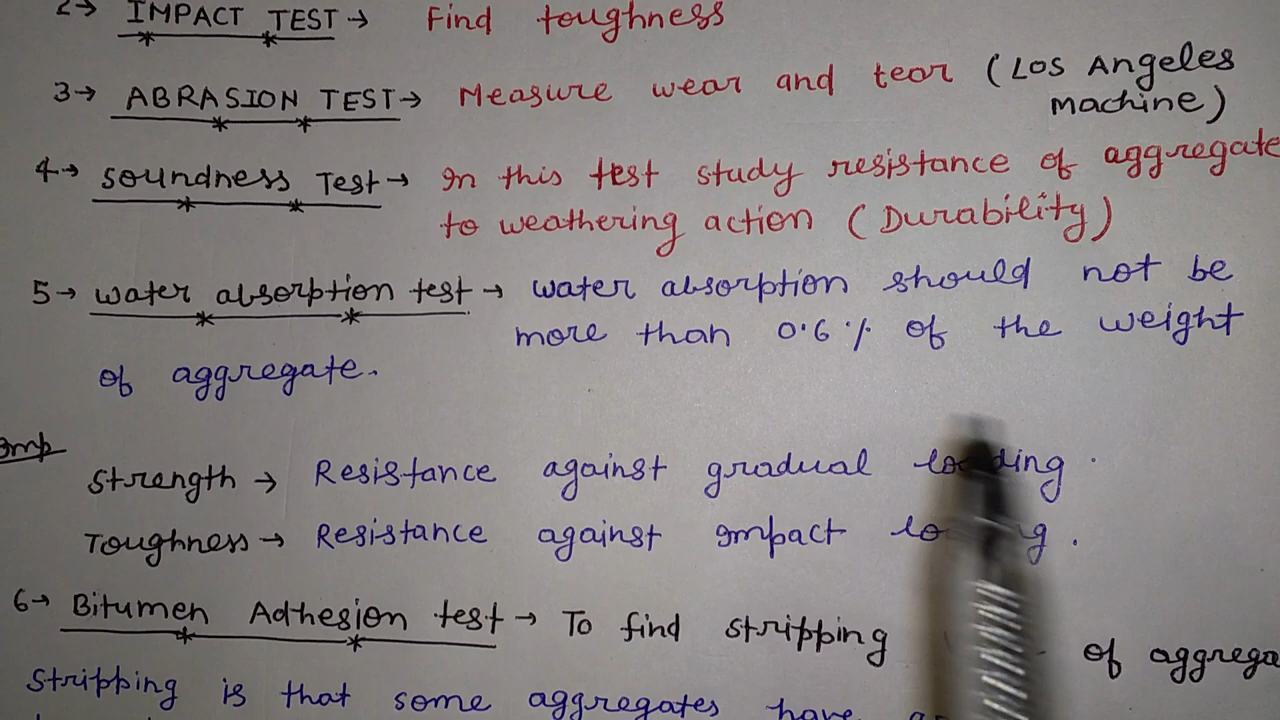 2→ IMPACT TEST → Find toughness
3→ ABRASION TEST → Measure wear and tear (Los Angeles
machine)
4→ Soundness Test → In this test study resistance of aggregate
to weathering action (Durability)
5→ water absorption test → water absorption should not be
more than 0.6 % of the weight
of aggregate.
Imp
Strength → Resistance against gradual loading.
Toughness → Resistance against Impact
6→ Bitumen Adhesion test → To find stripping of
Stripping is that some aggregates have